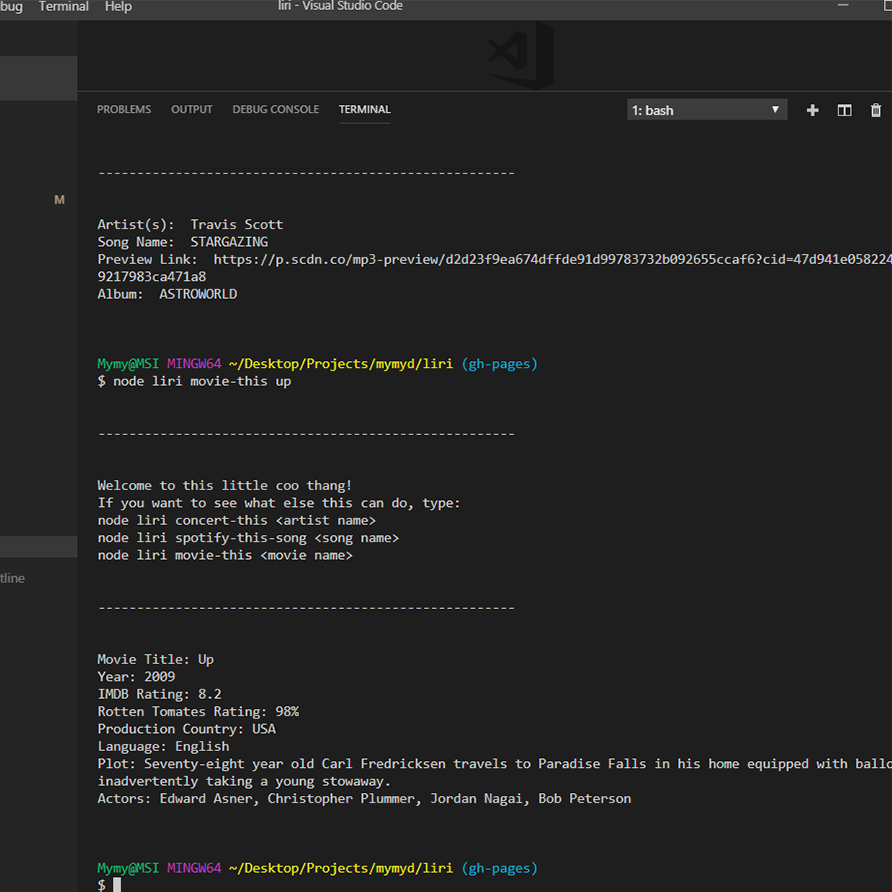 bug Terminal Help liri - Visual Studio Code
PROBLEMS OUTPUT DEBUG CONSOLE TERMINAL 1: bash
M
------------------------------------------------------
Artist(s):  Travis Scott
Song Name:  STARGAZING
Preview Link:  https://p.scdn.co/mp3-preview/d2d23f9ea674dffde91d99783732b092655ccaf6?cid=47d941e058224
9217983ca471a8
Album:  ASTROWORLD
Mymy@MSI MINGW64 ~/Desktop/Projects/mymyd/liri (gh-pages)
$ node liri movie-this up
------------------------------------------------------
Welcome to this little coo thang!
If you want to see what else this can do, type:
node liri concert-this <artist name>
node liri spotify-this-song <song name>
node liri movie-this <movie name>
tline
------------------------------------------------------
Movie Title: Up
Year: 2009
IMDB Rating: 8.2
Rotten Tomates Rating: 98%
Production Country: USA
Language: English
Plot: Seventy-eight year old Carl Fredricksen travels to Paradise Falls in his home equipped with ballo
inadvertently taking a young stowaway.
Actors: Edward Asner, Christopher Plummer, Jordan Nagai, Bob Peterson
Mymy@MSI MINGW64 ~/Desktop/Projects/mymyd/liri (gh-pages)
$